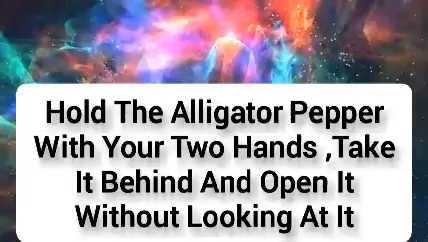 Hold The Alligator Pepper
With Your Two Hands ,Take
It Behind And Open It
Without Looking At It